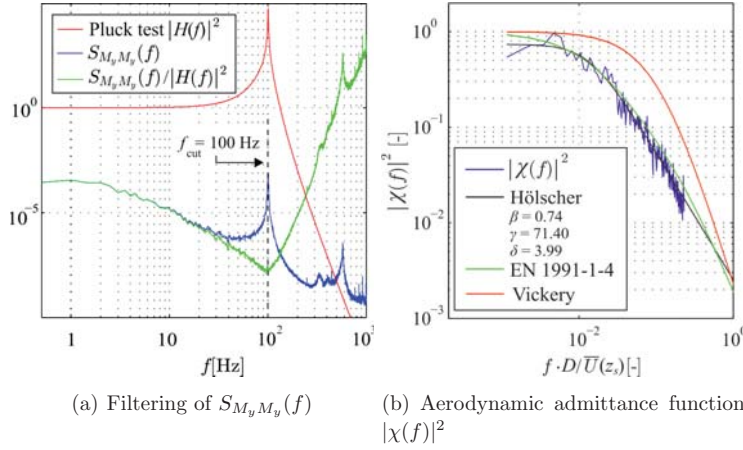 Pluck test |H(f)|²
S_{M_y M_y}(f)
S_{M_y M_y}(f)/|H(f)|²
10⁰
10⁻⁵
f_cut = 100 Hz
1
10
10²
10³
f[Hz]
(a) Filtering of S_{M_y M_y}(f)
|χ(f)|² [-]
10⁰
10⁻¹
10⁻²
10⁻³
|χ(f)|²
Hölscher
β = 0.74
γ = 71.40
δ = 3.99
EN 1991-1-4
Vickery
10⁻²
10⁰
f·D/U̅(z_s)[-]
(b) Aerodynamic admittance function
|χ(f)|²